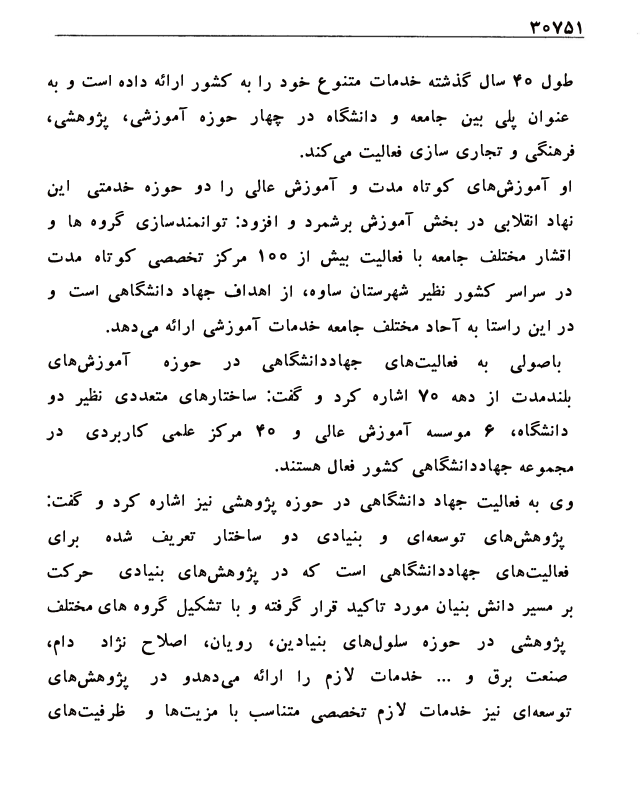 ۳۰۷۵۱
طول ۴۰ سال گذشته خدمات متنوع خود را به کشور ارائه داده است و به
عنوان پلی بین جامعه و دانشگاه در چهار حوزه آموزشی، پژوهشی،
فرهنگی و تجاری سازی فعالیت می‌کند.
او آموزش‌های کوتاه مدت و آموزش عالی را دو حوزه خدمتی این
نهاد انقلابی در بخش آموزش برشمرد و افزود: توانمندسازی گروه ها و
اقشار مختلف جامعه با فعالیت بیش از ۱۰۰ مرکز تخصصی کوتاه مدت
در سراسر کشور نظیر شهرستان ساوه، از اهداف جهاد دانشگاهی است و
در این راستا به آحاد مختلف جامعه خدمات آموزشی ارائه می‌دهد.
باصولی به فعالیت‌های جهاددانشگاهی در حوزه آموزش‌های
بلندمدت از دهه ۷۰ اشاره کرد و گفت: ساختارهای متعددی نظیر دو
دانشگاه، ۶ موسسه آموزش عالی و ۴۰ مرکز علمی کاربردی در
مجموعه جهاددانشگاهی کشور فعال هستند.
وی به فعالیت جهاد دانشگاهی در حوزه پژوهشی نیز اشاره کرد و گفت:
پژوهش‌های توسعه‌ای و بنیادی دو ساختار تعریف شده برای
فعالیت‌های جهاددانشگاهی است که در پژوهش‌های بنیادی حرکت
بر مسیر دانش بنیان مورد تاکید قرار گرفته و با تشکیل گروه های مختلف
پژوهشی در حوزه سلول‌های بنیادین، رویان، اصلاح نژاد دام،
صنعت برق و ... خدمات لازم را ارائه می‌دهدو در پژوهش‌های
توسعه‌ای نیز خدمات لازم تخصصی متناسب با مزیت‌ها و ظرفیت‌های